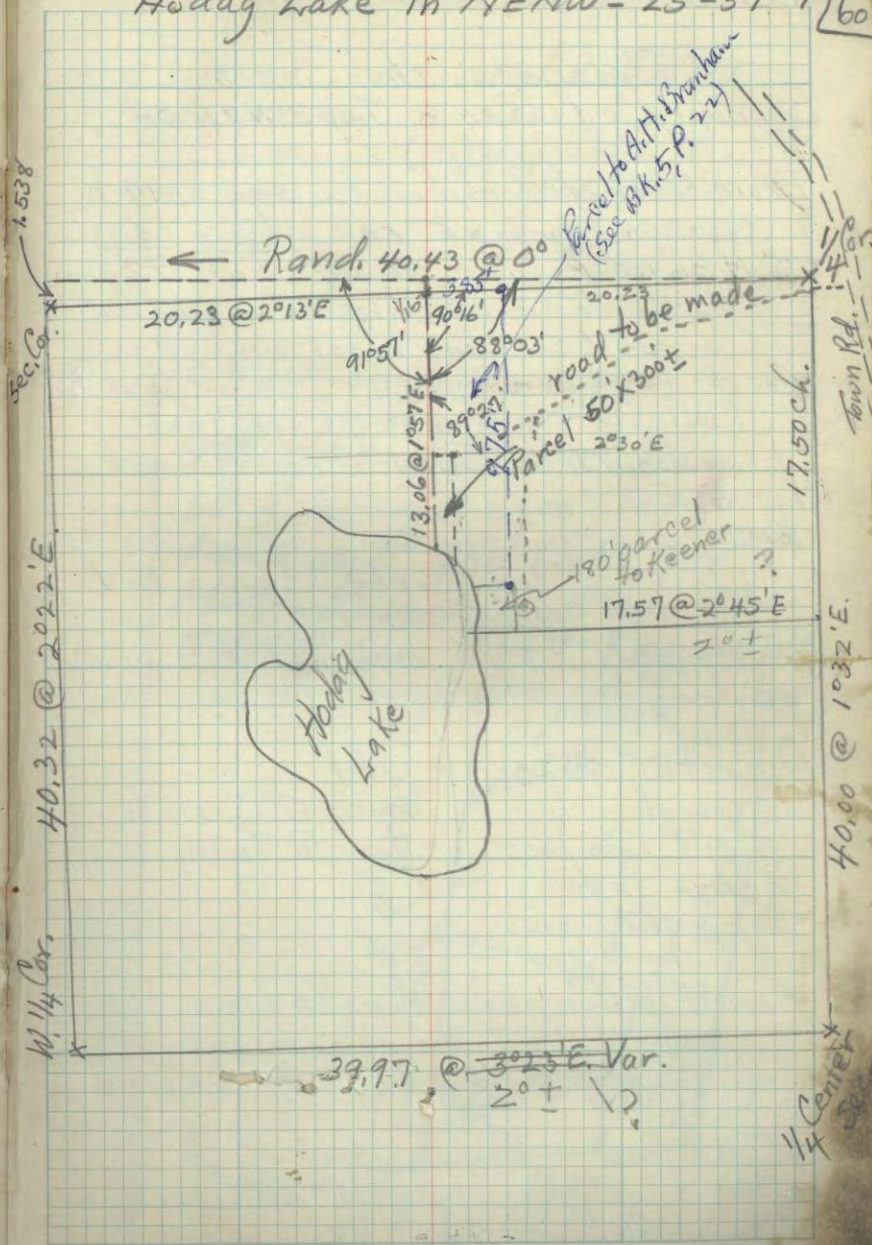 Hodag Lake in NENW - 25-39-
60
Parcel to A.H. Branham
(See BK. 5, P. 22)
1.538
← Rand. 40.43 @ 0°
385±
Sec. Cor.
20.23 @ 2°13'E
1/16
90°16'
20.23
1/4
road to be made
91°57'
88°03'
Town Rd.
89°27'
275'
Parcel 50X300'±
2°30'E
13.06 @ 1°57'E
17.50 Ch.
180' parcel
to Keener
?
17.57 @ 2°45'E
2°±
Hodag
Lake
40.32 @ 2°22'E.
40.00 @ 1°32'E.
W. 1/4 Cor.
39.97 @ 3°23'E. Var.
2° ± ?
1/4 Center
Sec.